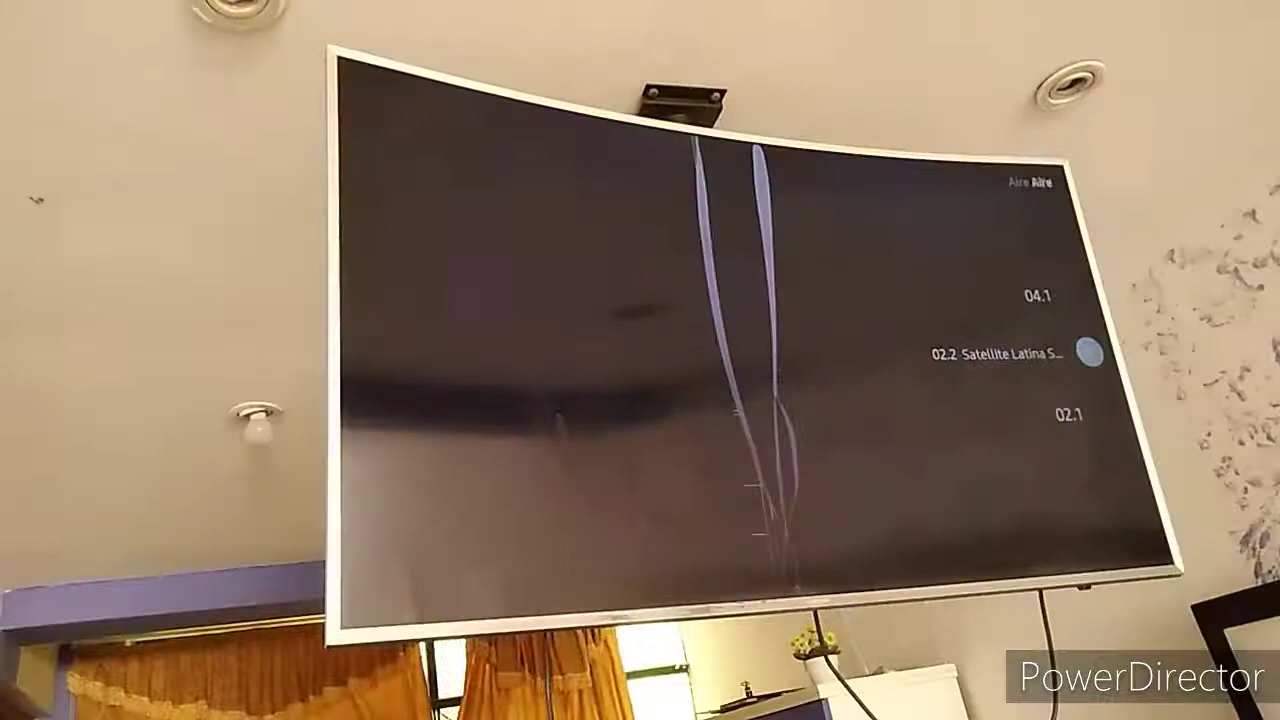 Aire Aire
04.1
02.2 Satellite Latina S...
02.1
PowerDirector